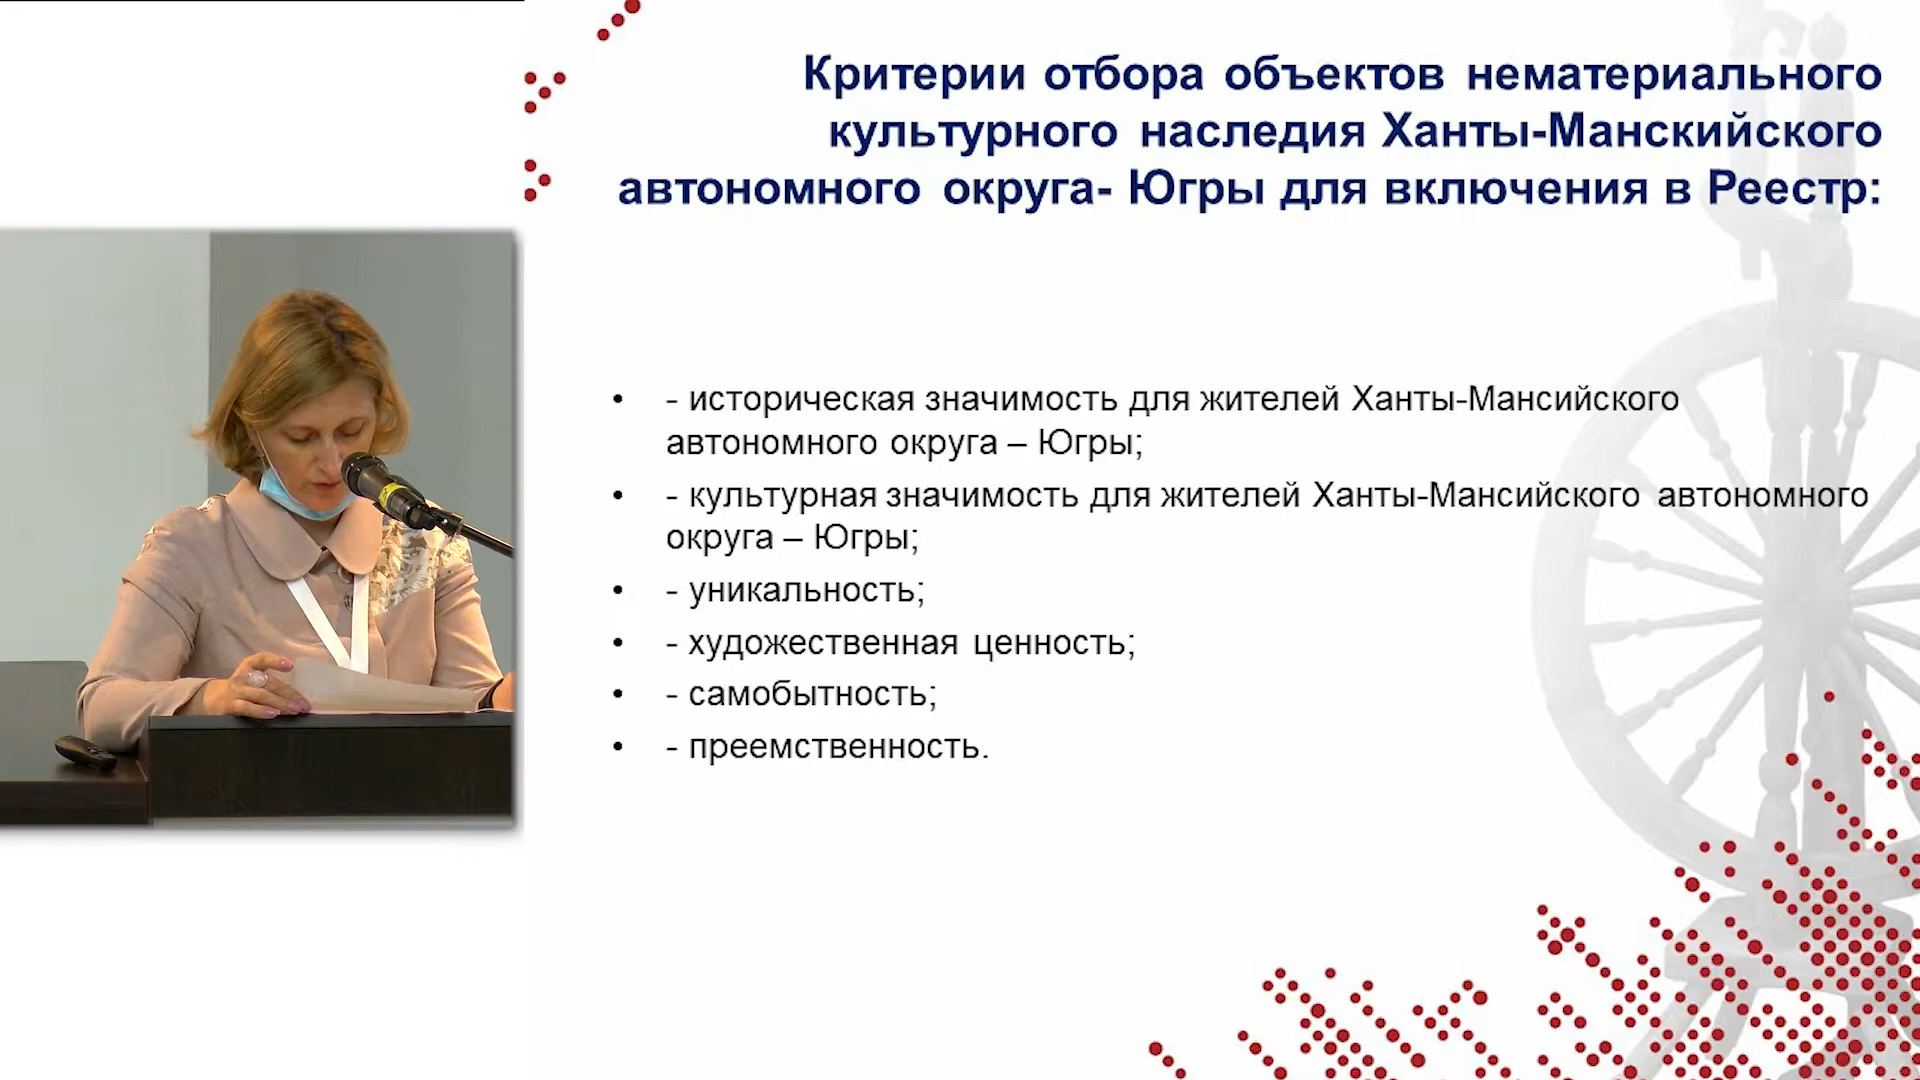 Критерии отбора объектов нематериального
культурного наследия Ханты-Манскийского
автономного округа- Югры для включения в Реестр:
• - историческая значимость для жителей Ханты-Мансийского
автономного округа – Югры;
• - культурная значимость для жителей Ханты-Мансийского автономного
округа – Югры;
• - уникальность;
• - художественная ценность;
• - самобытность;
• - преемственность.